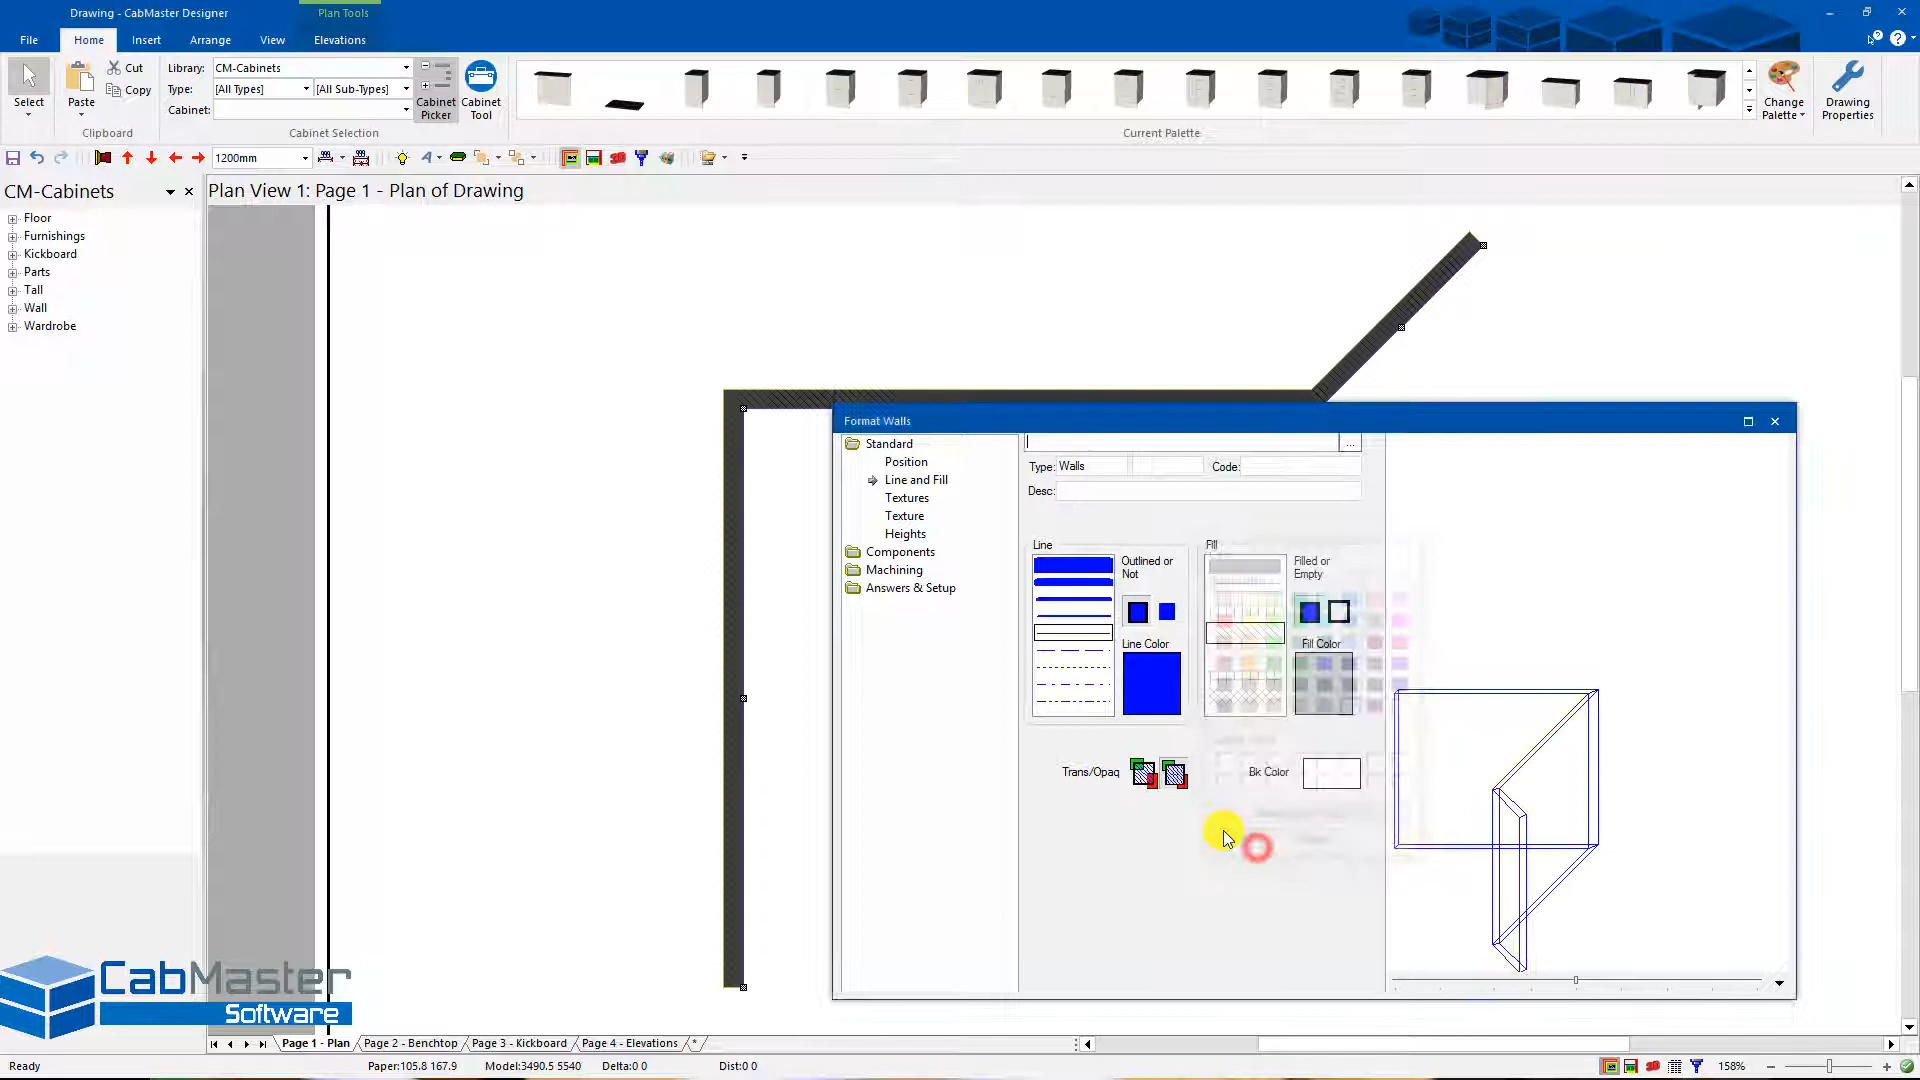 Drawing - CabMaster Designer
Plan Tools
File
Home
Insert
Arrange
View
Elevations
Select
Paste
Cut
Copy
Clipboard
Library: CM-Cabinets
Type: [All Types] [All Sub-Types]
Cabinet:
Cabinet Selection
Cabinet Picker
Cabinet Tool
Current Palette
Change Palette
Drawing Properties
1200mm
CM-Cabinets
Plan View 1: Page 1 - Plan of Drawing
Floor
Furnishings
Kickboard
Parts
Tall
Wall
Wardrobe
Format Walls
Standard
Position
Line and Fill
Textures
Texture
Heights
Components
Machining
Answers & Setup
...
Type: Walls
Code:
Desc:
Line
Outlined or Not
Line Color
Fill
Filled or Empty
Fill Color
Trans/Opaq
Bk Color
CabMaster
Software
Page 1 - Plan
Page 2 - Benchtop
Page 3 - Kickboard
Page 4 - Elevations
*
Ready
Paper:105.8 167.9
Model:3490.5 5540
Delta:0 0
Dist:0 0
158%